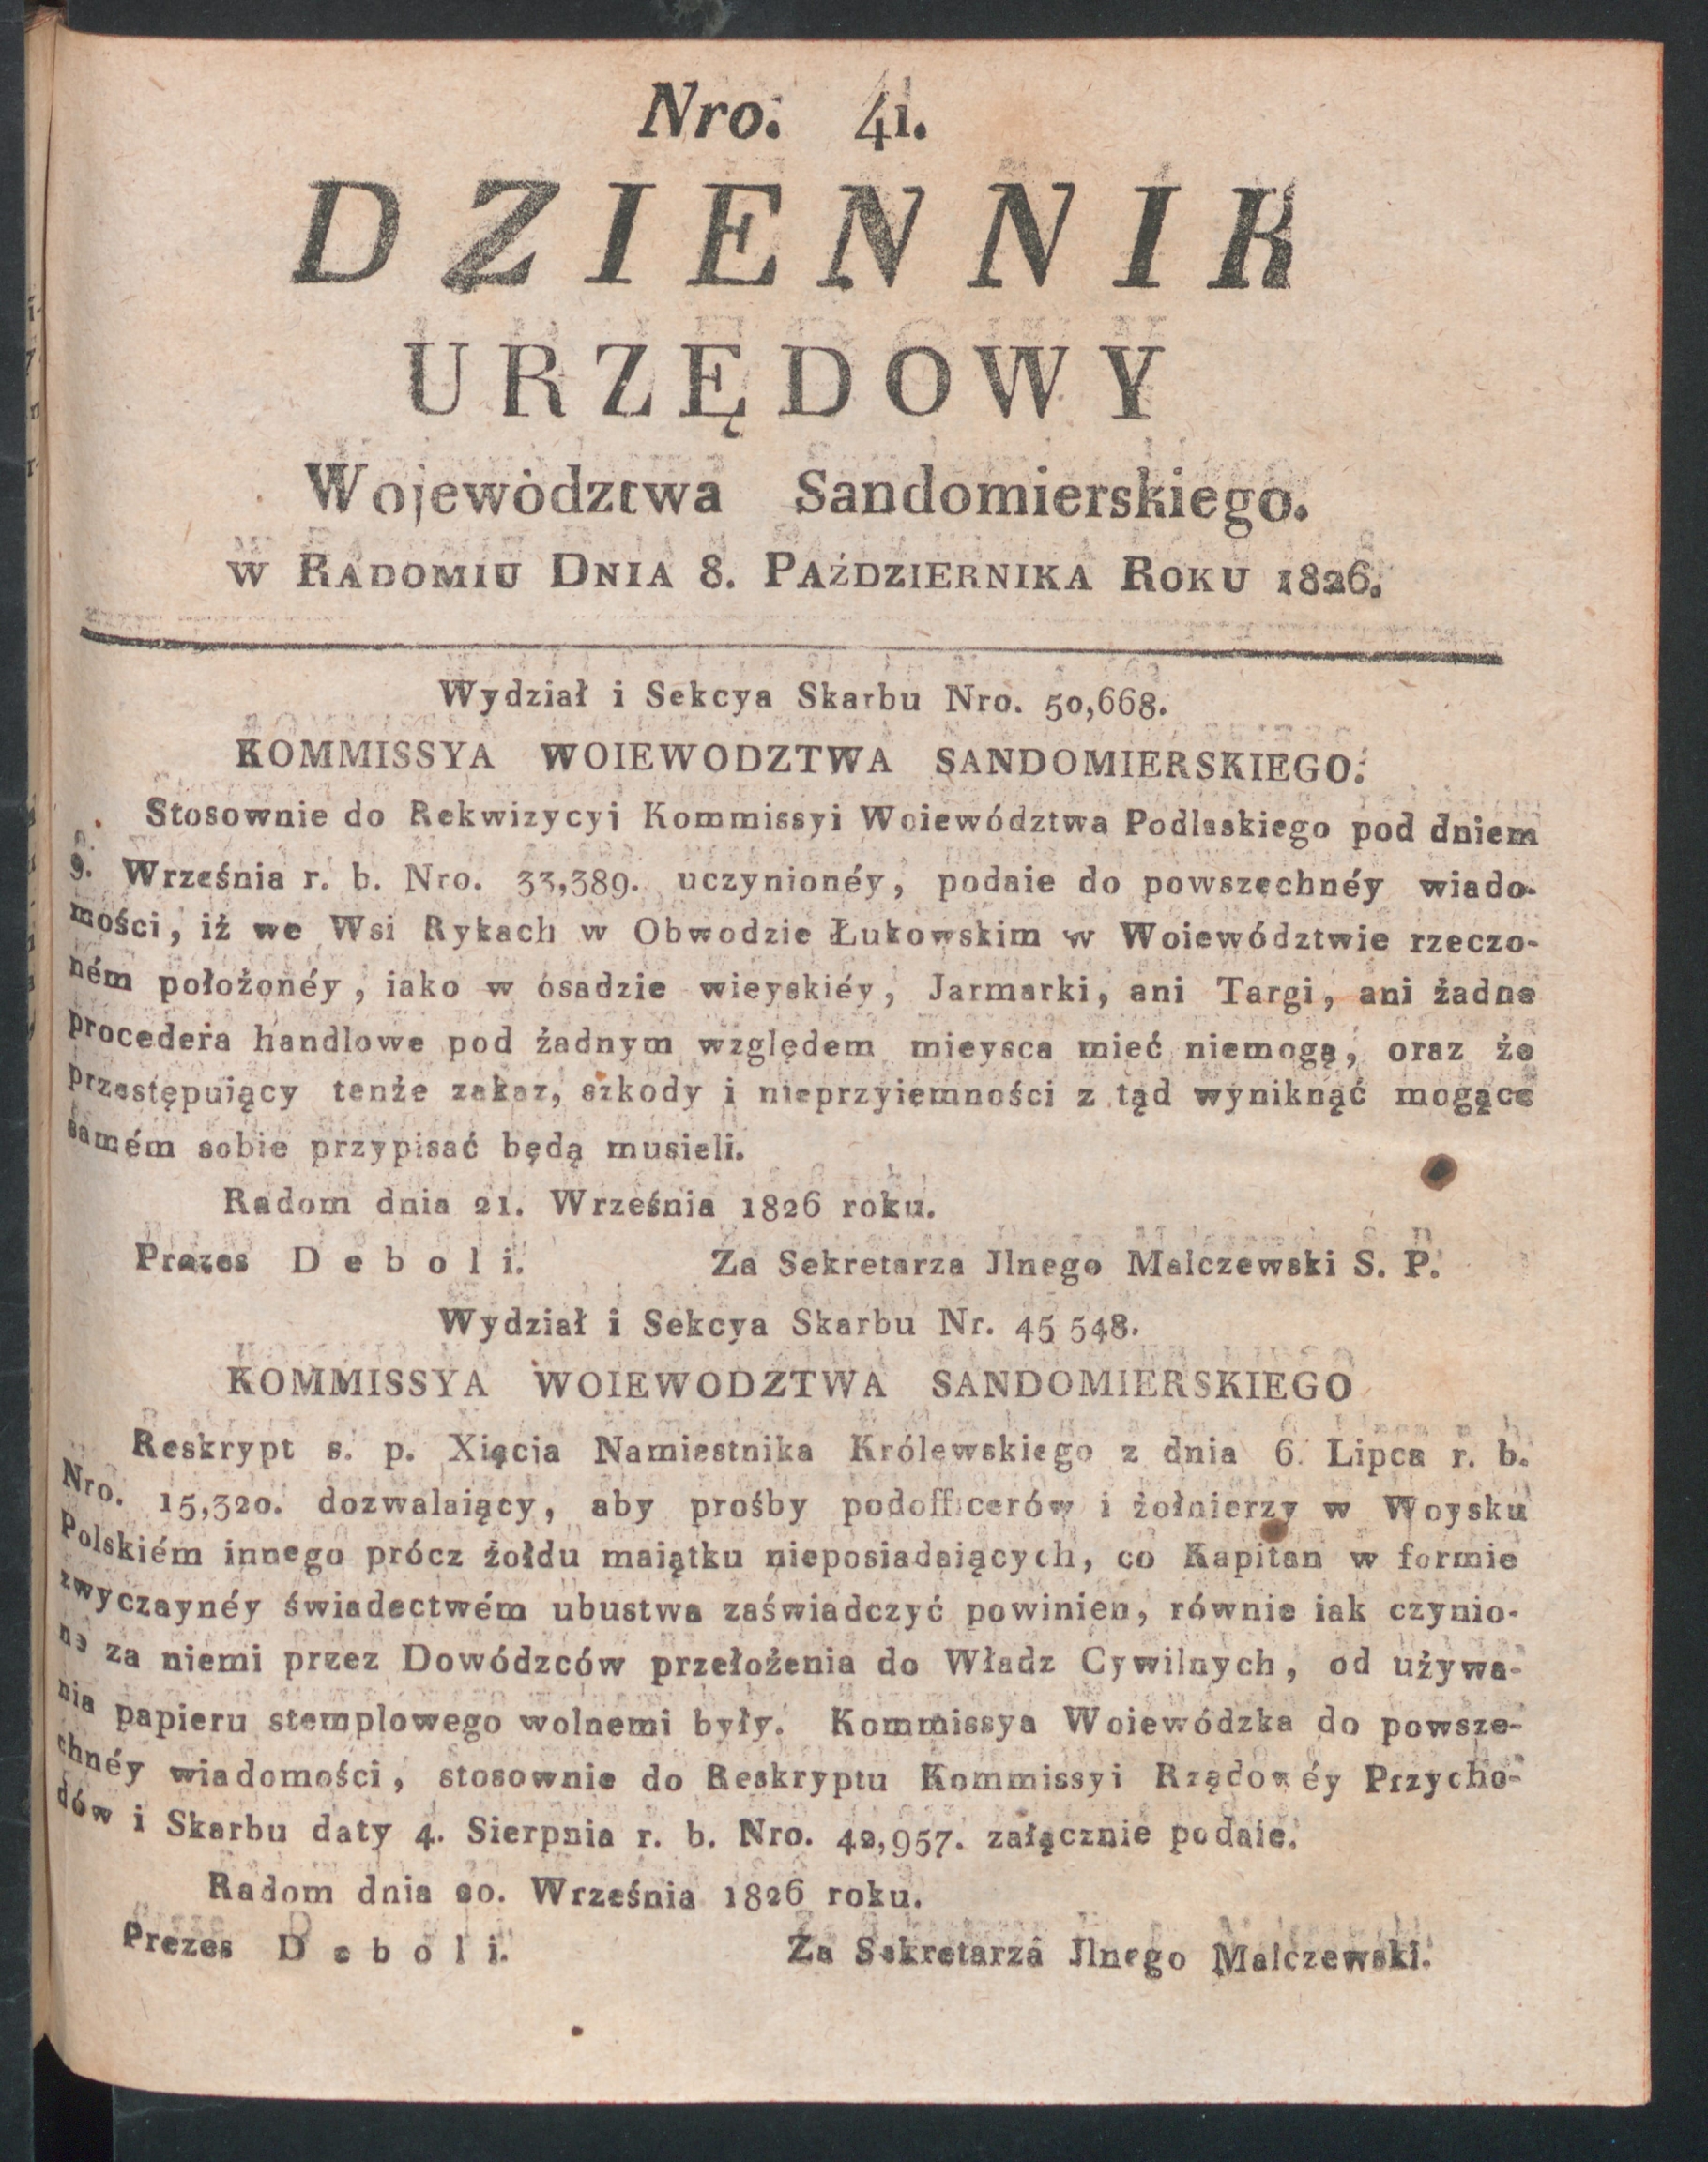 Nro. 41.
DZIENNIK
URZĘDOWY
Wojewòdztwa Sandomierskiego.
w Radomiu Dnia 8. Października Roku 1826.
Wydział i Sekcya Skarbu Nro. 50,668.
KOMMISSYA WOIEWODZTWA SANDOMIERSKIEGO.
Stosownie do Rekwizycyi Kommissyi Woiewództwa Podlaskiego pod dniem
9. Września r. b. Nro. 33,389. uczynionéy, podaie do powszechnéy wiado-
mości, iż we Wsi Rykach w Obwodzie Łukowskim w Woiewództwie rzeczo-
ném położonéy, iako w osadzie wieyskiéy, Jarmarki, ani Targi, ani żadne
procedera handlowe pod żadnym względem mieysca mieć niemogą, oraz że
przestępuiący tenże zakaz, szkody i nieprzyiemności z tąd wyniknąć mogące
samém sobie przypisać będą musieli.
Radom dnia 21. Września 1826 roku.
Prezes Deboli. Za Sekretarza Jlnego Malczewski S. P.
Wydział i Sekcya Skarbu Nr. 45 548.
KOMMISSYA WOIEWODZTWA SANDOMIERSKIEGO
Reskrypt s. p. Xięcia Namiestnika Królewskiego z dnia 6. Lipca r. b.
Nro. 15,320. dozwalaiący, aby prośby podofficerów i żołnierzy w Woysku
Polskiém innego prócz żołdu maiątku nieposiadaiących, co Kapitan w formie
zwyczaynéy świadectwém ubustwa zaświadczyć powinien, równie iak czynio-
ne za niemi przez Dowódzców przełożenia do Władz Cywilnych, od używa-
nia papieru stemplowego wolnemi były. Kommissya Woiewódzka do powsze-
chnéy wiadomości, stosownie do Reskryptu Kommissyi Rządowéy Przycho-
dów i Skarbu daty 4. Sierpnia r. b. Nro. 42,957. załącznie podaie.
Radom dnia 20. Września 1826 roku.
Prezes Deboli. Za Sekretarza Jlnego Malczewski.